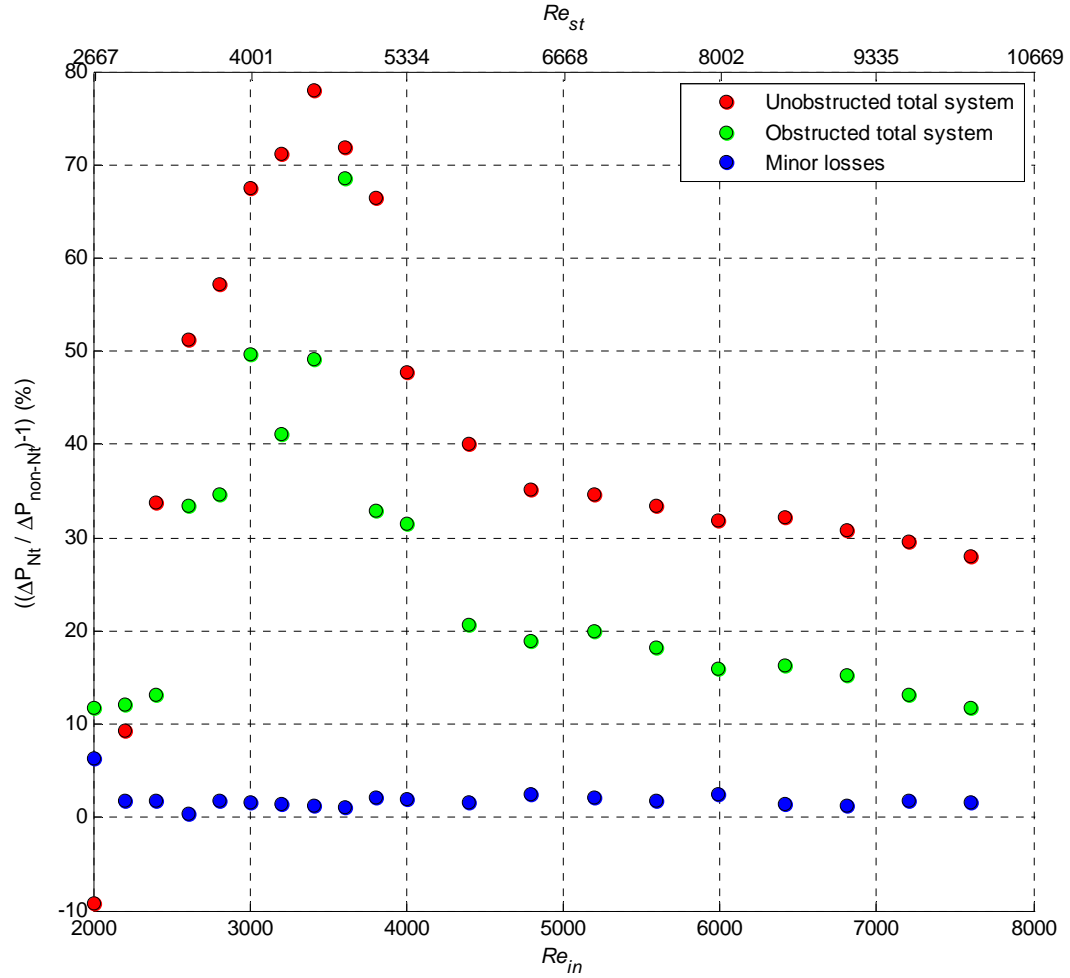 Re_st
2667 4001 5334 6668 8002 9335 10669
80
70
60
50
40
30
20
10
0
-10
((ΔP_Nt / ΔP_non-Nt)-1) (%)
Unobstructed total system
Obstructed total system
Minor losses
2000 3000 4000 5000 6000 7000 8000
Re_in